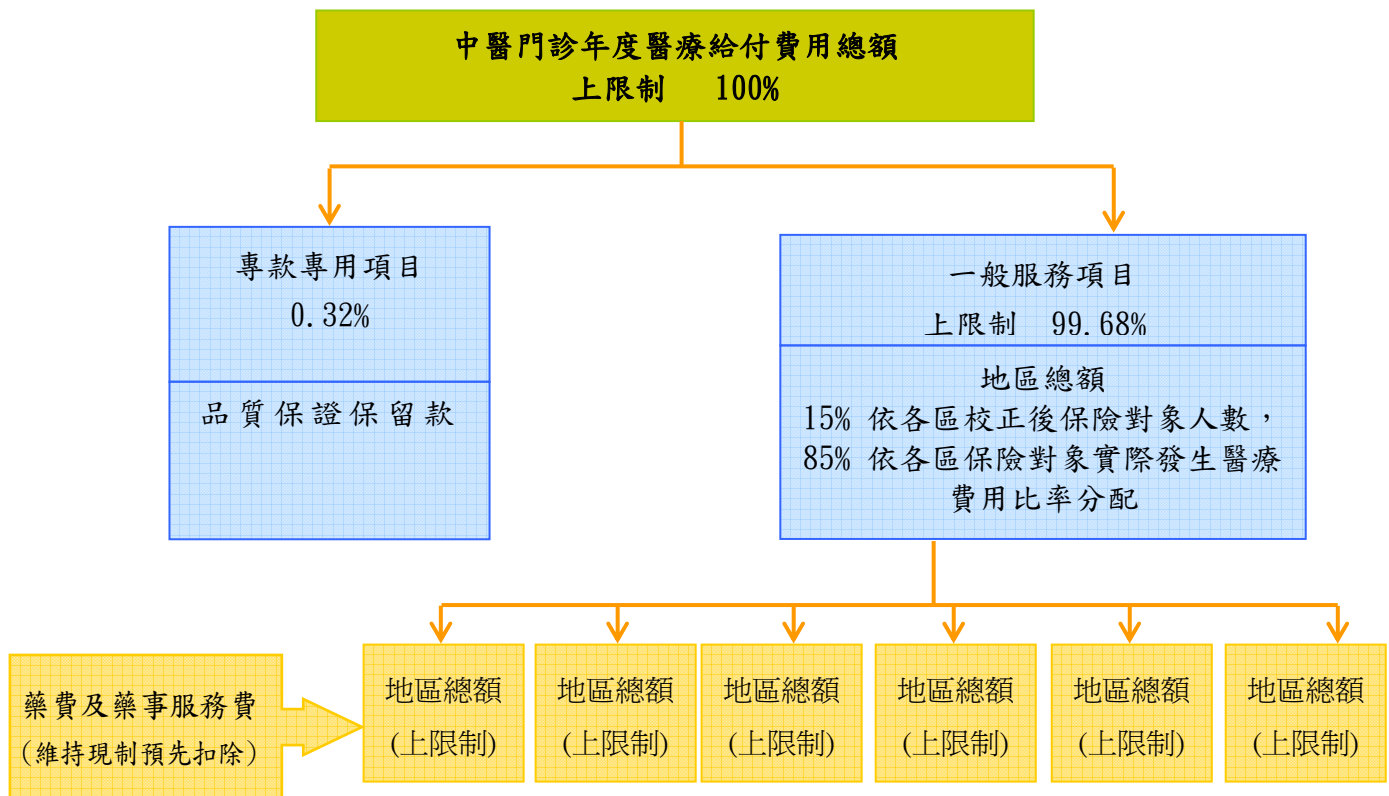 中醫門診年度醫療給付費用總額
上限制 100%
專款專用項目
0.32%
品質保證保留款
一般服務項目
上限制 99.68%
地區總額
15% 依各區校正後保險對象人數，
85% 依各區保險對象實際發生醫療
費用比率分配
藥費及藥事服務費
(維持現制預先扣除)
地區總額
(上限制)
地區總額
(上限制)
地區總額
(上限制)
地區總額
(上限制)
地區總額
(上限制)
地區總額
(上限制)